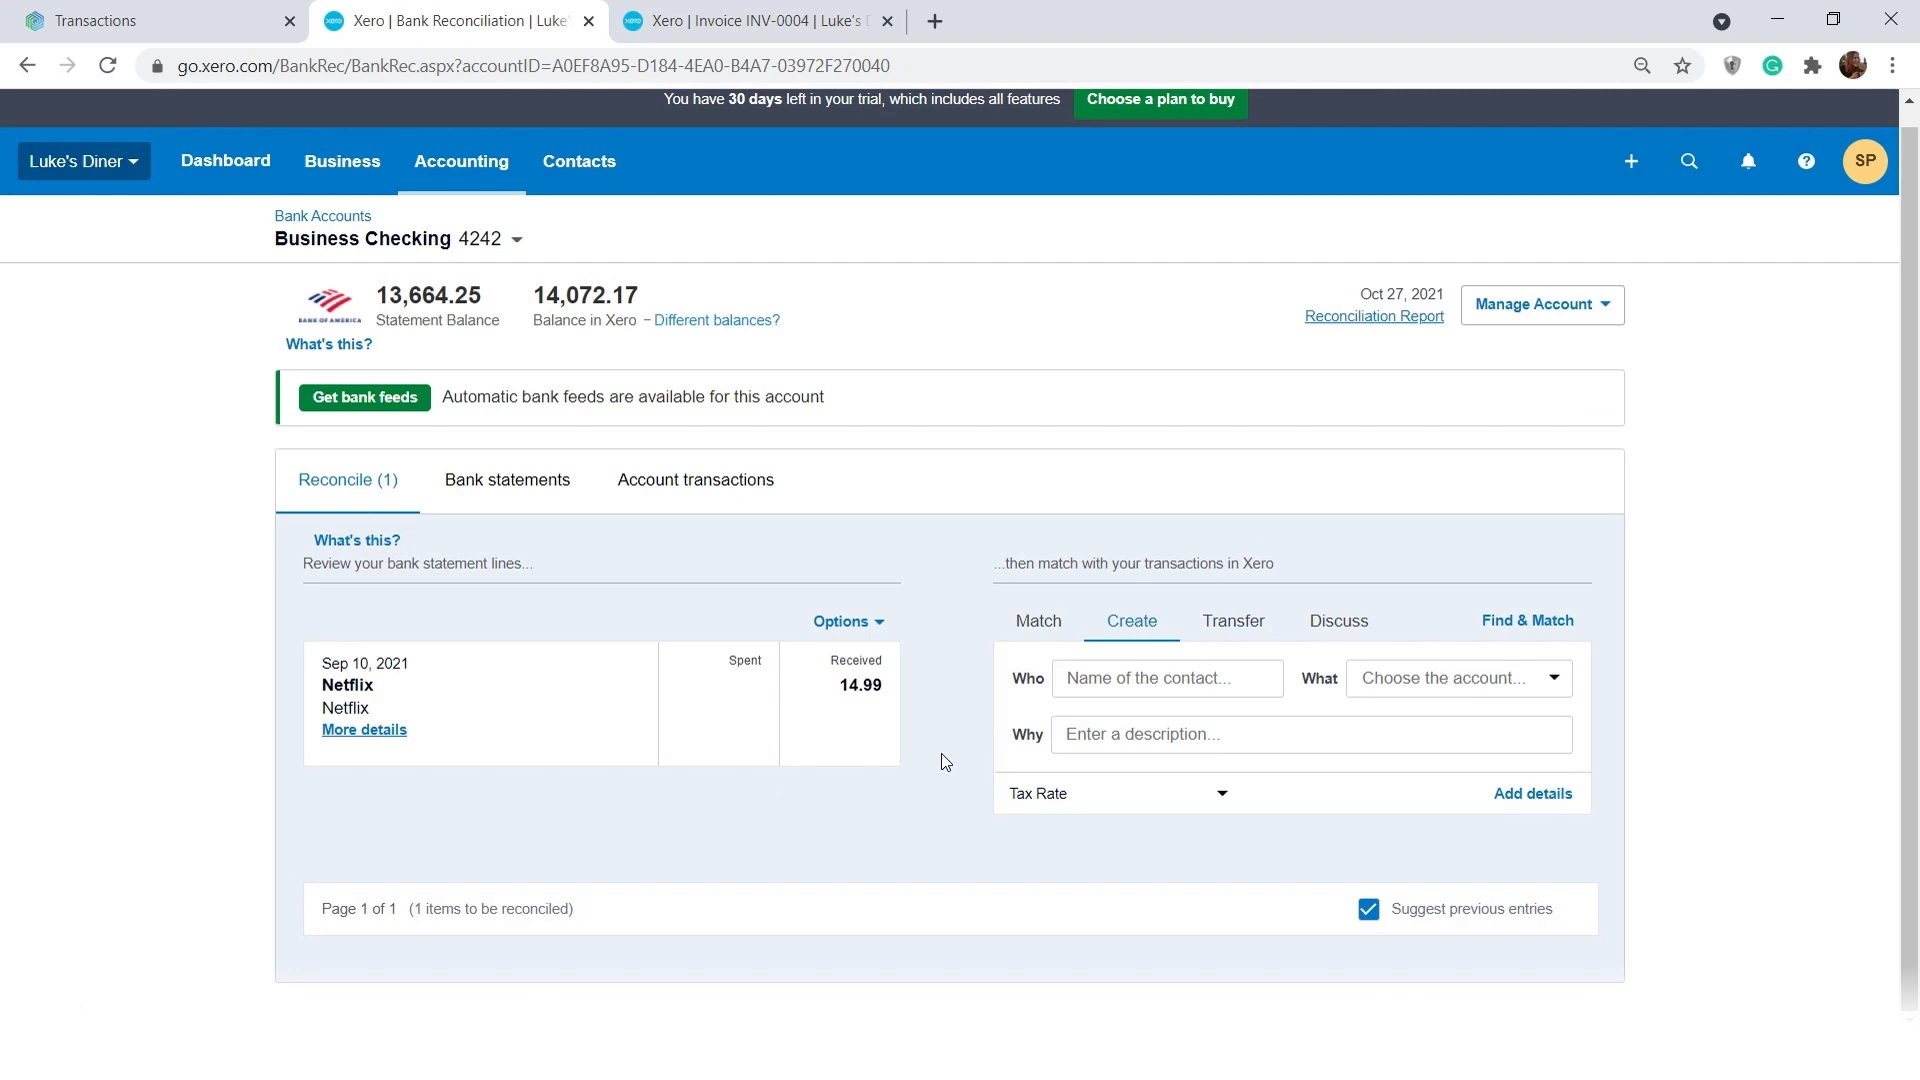 Transactions
Xero | Bank Reconciliation | Luke'
Xero | Invoice INV-0004 | Luke's D
go.xero.com/BankRec/BankRec.aspx?accountID=A0EF8A95-D184-4EA0-B4A7-03972F270040
You have 30 days left in your trial, which includes all features
Choose a plan to buy
Luke's Diner
Dashboard
Business
Accounting
Contacts
SP
Bank Accounts
Business Checking 4242
BANK OF AMERICA
13,664.25
Statement Balance
14,072.17
Balance in Xero - Different balances?
What's this?
Oct 27, 2021
Reconciliation Report
Manage Account
Get bank feeds
Automatic bank feeds are available for this account
Reconcile (1)
Bank statements
Account transactions
What's this?
Review your bank statement lines...
...then match with your transactions in Xero
Options
Match
Create
Transfer
Discuss
Find & Match
Sep 10, 2021
Netflix
Netflix
More details
Spent
Received
14.99
Who
Name of the contact...
What
Choose the account...
Why
Enter a description...
Tax Rate
Add details
Page 1 of 1 (1 items to be reconciled)
Suggest previous entries